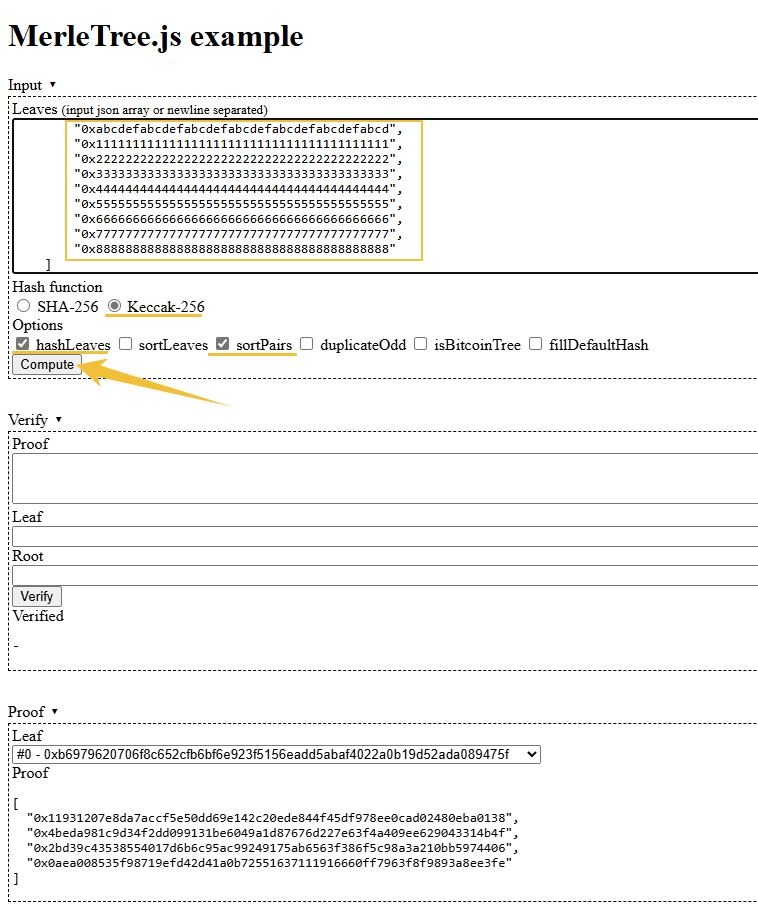 MerleTree.js example
Input ▼
Leaves (input json array or newline separated)
"0xabcdefabcdefabcdefabcdefabcdefabcdefabcd",
"0x1111111111111111111111111111111111111111",
"0x2222222222222222222222222222222222222222",
"0x3333333333333333333333333333333333333333",
"0x4444444444444444444444444444444444444444",
"0x5555555555555555555555555555555555555555",
"0x6666666666666666666666666666666666666666",
"0x7777777777777777777777777777777777777777",
"0x8888888888888888888888888888888888888888"
]
Hash function
SHA-256 Keccak-256
Options
hashLeaves sortLeaves sortPairs duplicateOdd isBitcoinTree fillDefaultHash
Compute
Verify ▼
Proof
Leaf
Root
Verify
Verified
-
Proof ▼
Leaf
#0 - 0xb6979620706f8c652cfb6bf6e923f5156eadd5abaf4022a0b19d52ada089475f
Proof
[
"0x11931207e8da7accf5e50dd69e142c20ede844f45df978ee0cad02480eba0138",
"0x4beda981c9d34f2dd099131be6049a1d87676d227e63f4a409ee629043314b4f",
"0x2bd39c43538554017d6b6c95ac99249175ab6563f386f5c98a3a210bb5974406",
"0x0aea008535f98719efd42d41a0b72551637111916660ff7963f8f9893a8ee3fe"
]